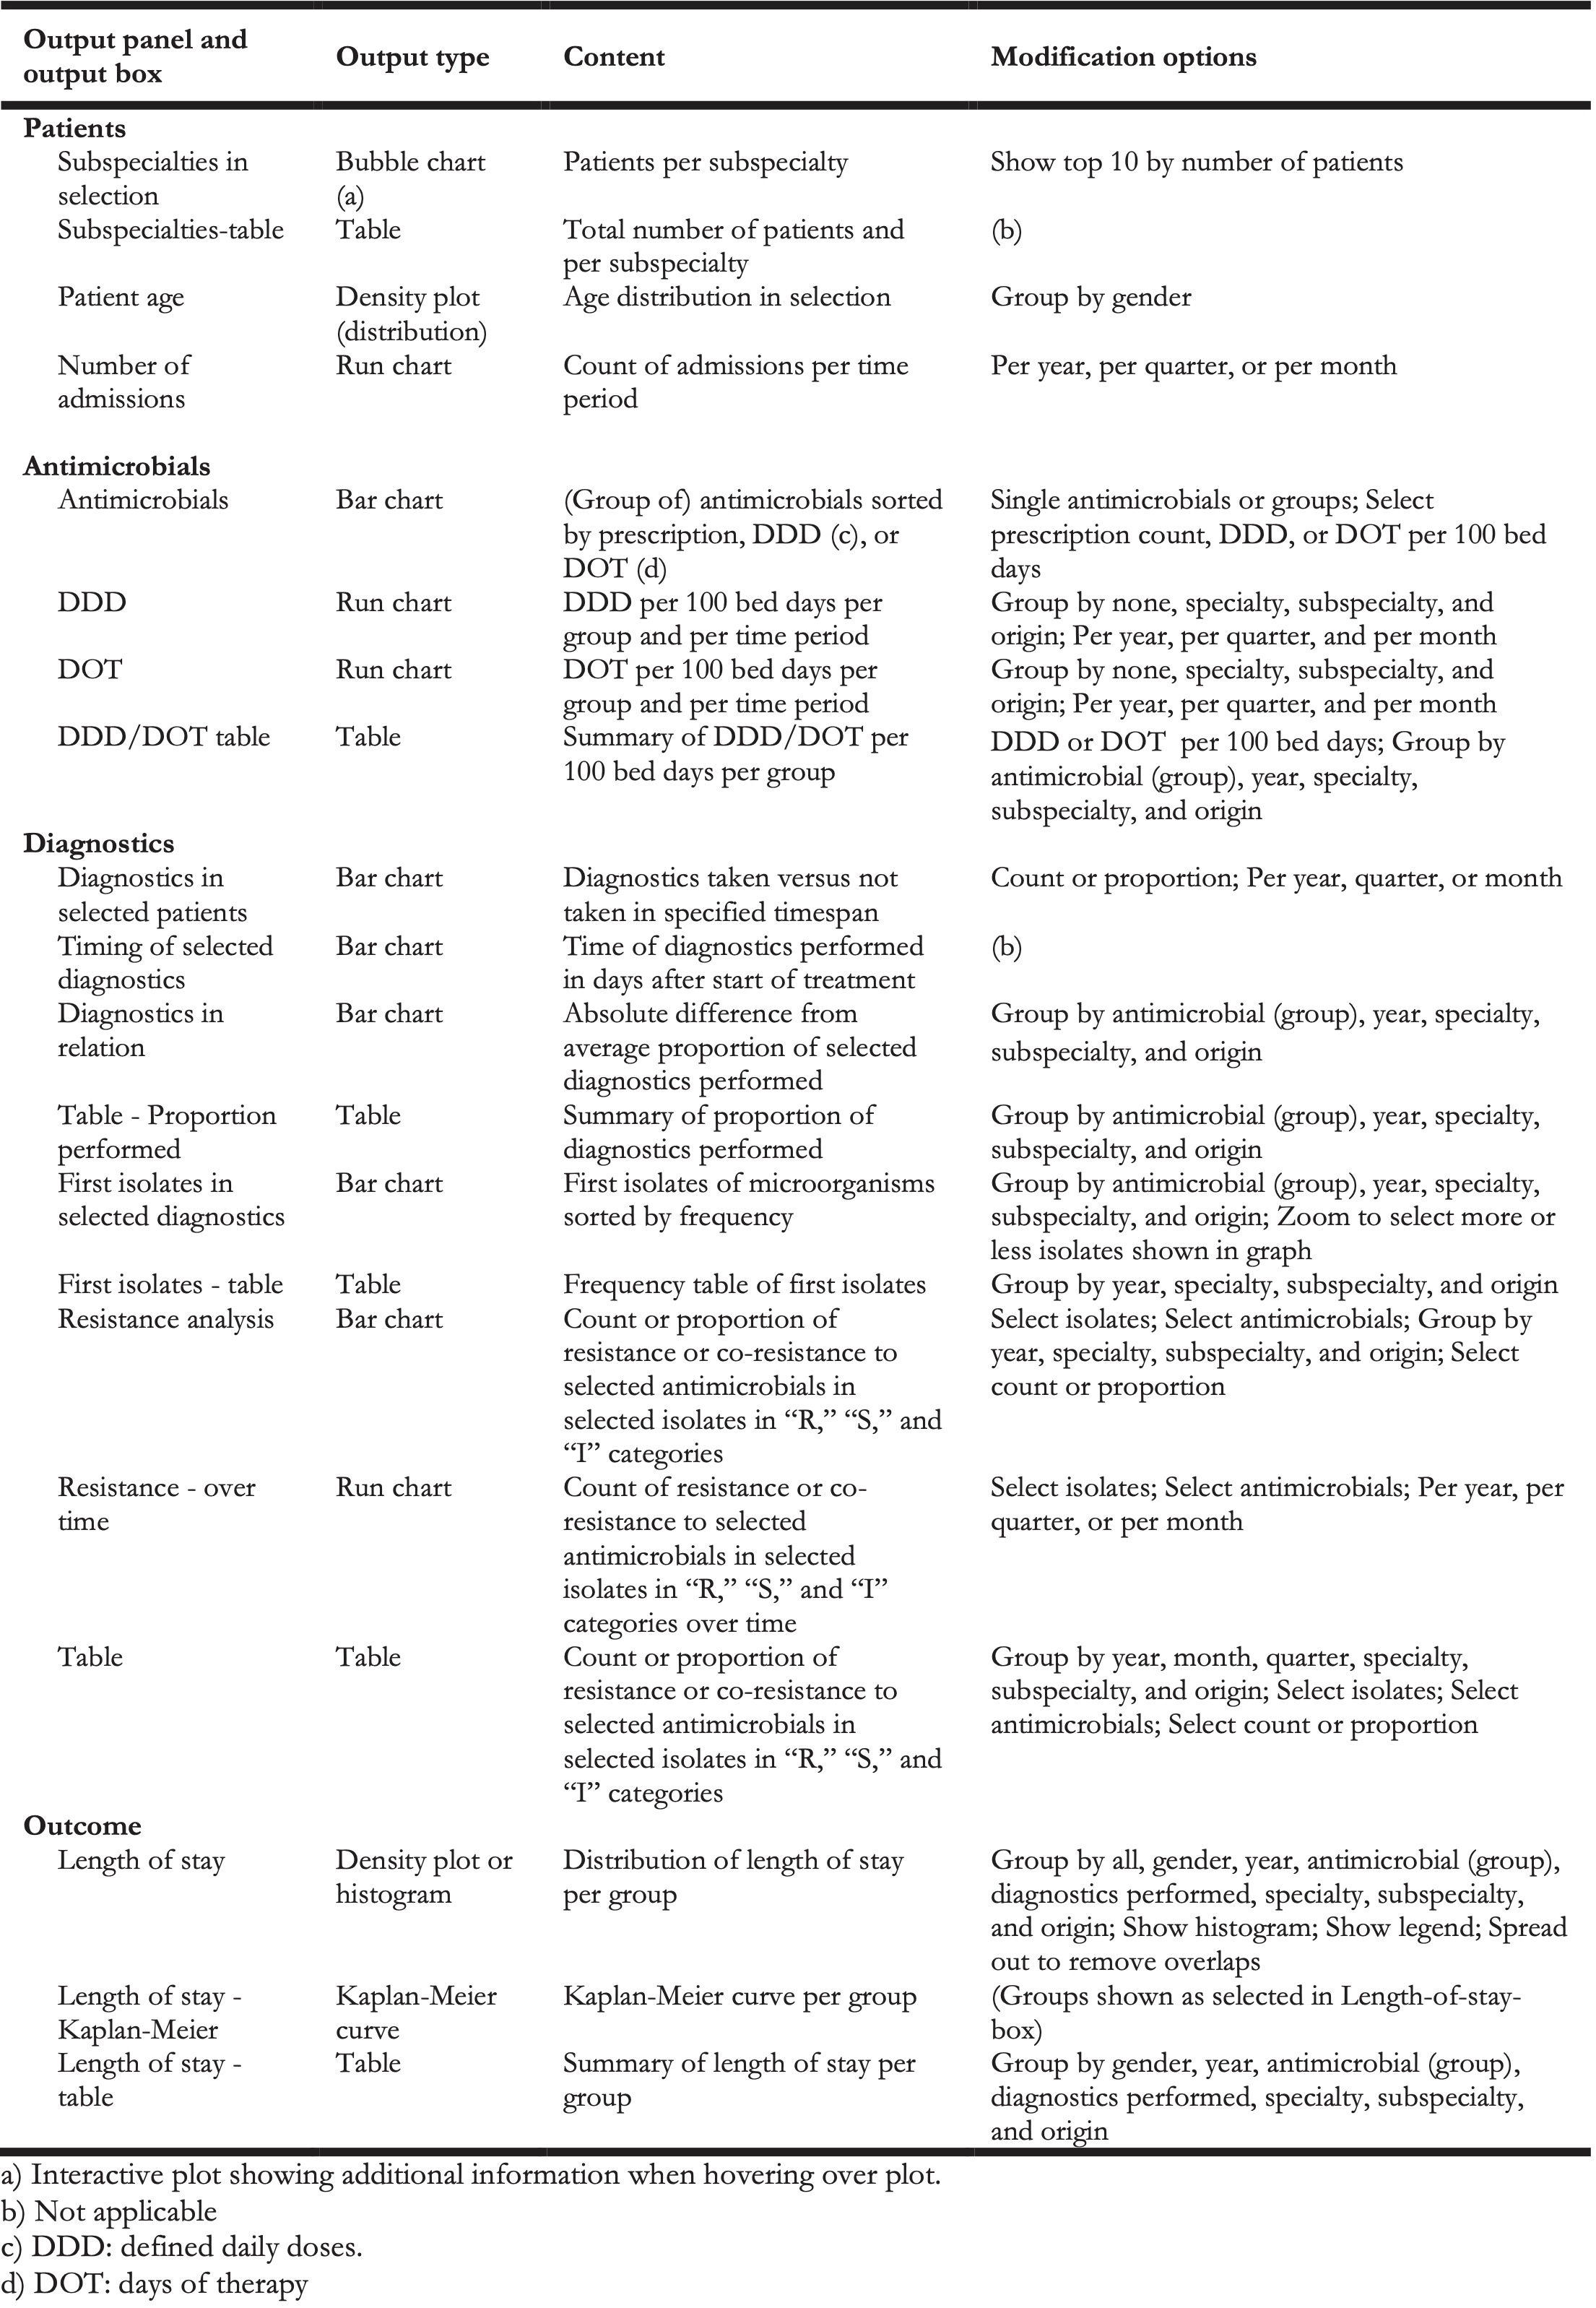 Output panel and output box	Output type	Content	Modification options
Patients
Subspecialties in	Bubble chart	Patients per subspecialty	Show top 10 by number of patients
selection	(a)
Subspecialties-table	Table	Total number of patients and	(b)
per subspecialty
Patient age	Density plot	Age distribution in selection	Group by gender
(distribution)
Number of	Run chart	Count of admissions per time	Per year, per quarter, or per month
admissions	period
Antimicrobials
Antimicrobials	Bar chart	(Group of) antimicrobials sorted	Single antimicrobials or groups; Select
by prescription, DDD (c), or	prescription count, DDD, or DOT per 100 bed
DOT (d)	days
DDD	Run chart	DDD per 100 bed days per	Group by none, specialty, subspecialty, and
group and per time period	origin; Per year, per quarter, and per month
DOT	Run chart	DOT per 100 bed days per	Group by none, specialty, subspecialty, and
group and per time period	origin; Per year, per quarter, and per month
DDD/DOT table	Table	Summary of DDD/DOT per	DDD or DOT per 100 bed days; Group by
100 bed days per group	antimicrobial (group), year, specialty,
subspecialty, and origin
Diagnostics
Diagnostics in	Bar chart	Diagnostics taken versus not	Count or proportion; Per year, quarter, or month
selected patients	taken in specified timespan
Timing of selected	Bar chart	Time of diagnostics performed	(b)
diagnostics	in days after start of treatment
Diagnostics in	Bar chart	Absolute difference from	Group by antimicrobial (group), year, specialty,
relation	average proportion of selected	subspecialty, and origin
diagnostics performed
Table - Proportion	Table	Summary of proportion of	Group by antimicrobial (group), year, specialty,
performed	diagnostics performed	subspecialty, and origin
First isolates in	Bar chart	First isolates of microorganisms	Group by antimicrobial (group), year, specialty,
selected diagnostics	sorted by frequency	subspecialty, and origin; Zoom to select more or
less isolates shown in graph
First isolates - table	Table	Frequency table of first isolates	Group by year, specialty, subspecialty, and origin
Resistance analysis	Bar chart	Count or proportion of	Select isolates; Select antimicrobials; Group by
resistance or co-resistance to	year, specialty, subspecialty, and origin; Select
selected antimicrobials in	count or proportion
selected isolates in “R,” “S,” and
“I” categories
Resistance - over	Run chart	Count of resistance or co-	Select isolates; Select antimicrobials; Per year, per
time	resistance to selected	quarter, or per month
antimicrobials in selected
isolates in “R,” “S,” and “I”
categories over time
Table	Table	Count or proportion of	Group by year, month, quarter, specialty,
resistance or co-resistance to	subspecialty, and origin; Select isolates; Select
selected antimicrobials in	antimicrobials; Select count or proportion
selected isolates in “R,” “S,” and
“I” categories
Outcome
Length of stay	Density plot or	Distribution of length of stay	Group by all, gender, year, antimicrobial (group),
histogram	per group	diagnostics performed, specialty, subspecialty,
and origin; Show histogram; Show legend; Spread
out to remove overlaps
Length of stay -	Kaplan-Meier	Kaplan-Meier curve per group	(Groups shown as selected in Length-of-stay-
Kaplan-Meier	curve	box)
Length of stay -	Table	Summary of length of stay per	Group by gender, year, antimicrobial (group),
table	group	diagnostics performed, specialty, subspecialty,
and origin
a) Interactive plot showing additional information when hovering over plot.
b) Not applicable
c) DDD: defined daily doses.
d) DOT: days of therapy